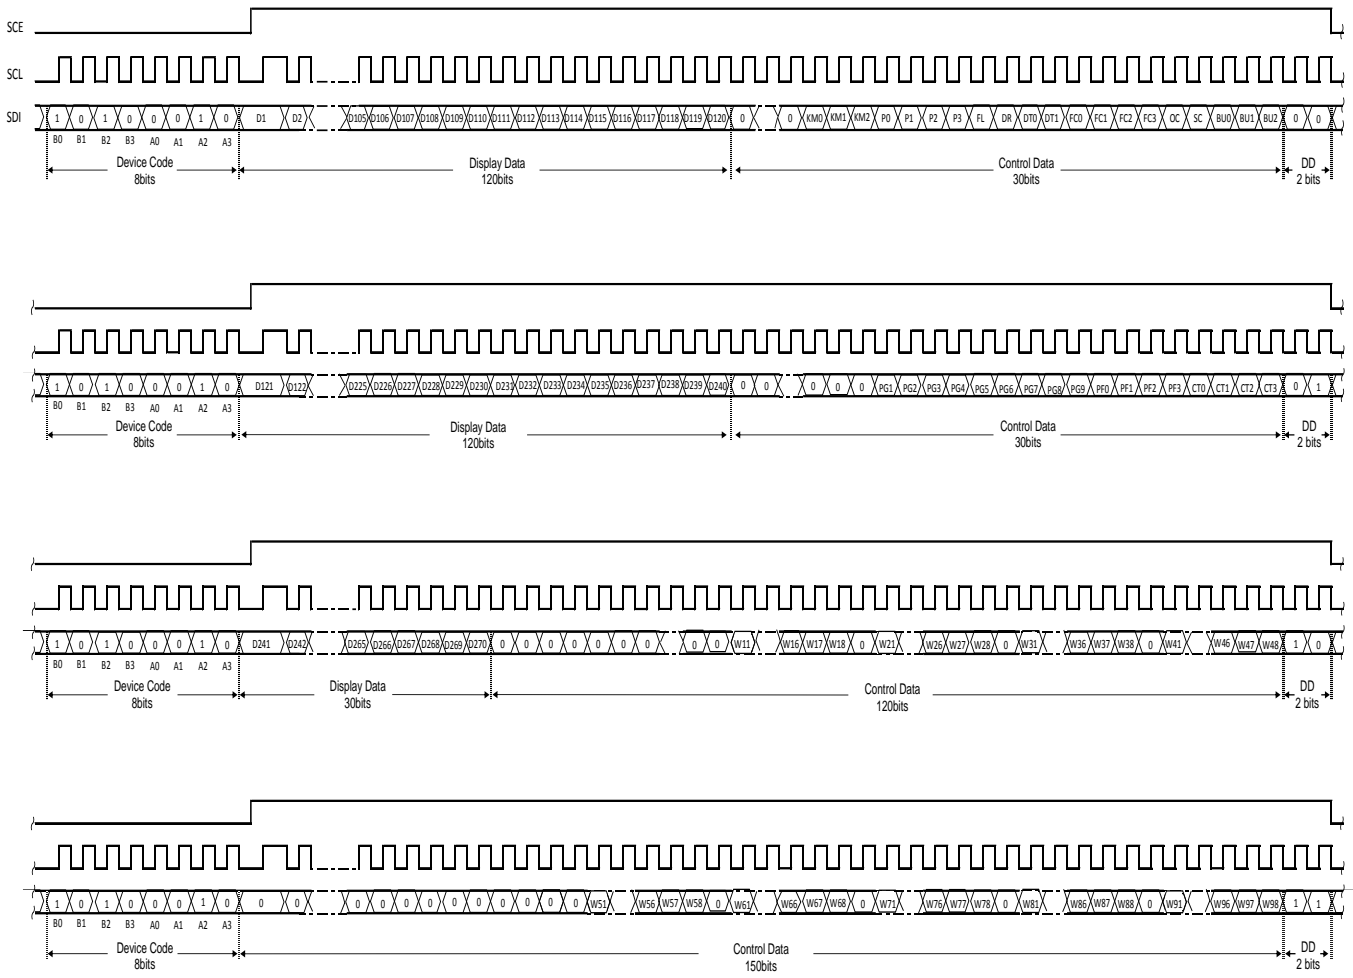 SCE
SCL
SDI 1 0 1 0 0 0 1 0 D1 D2 D105 D106 D107 D108 D109 D110 D111 D112 D113 D114 D115 D116 D117 D118 D119 D120 0 0 KM0 KM1 KM2 P0 P1 P2 P3 FL DR DT0 DT1 FC0 FC1 FC2 FC3 OC SC BU0 BU1 BU2 0 0
B0 B1 B2 B3 A0 A1 A2 A3
Device Code Display Data Control Data DD
8bits 120bits 30bits 2 bits
1 0 1 0 0 0 1 0 D121 D122 D225 D226 D227 D228 D229 D230 D231 D232 D233 D234 D235 D236 D237 D238 D239 D240 0 0 0 0 0 PG1 PG2 PG3 PG4 PG5 PG6 PG7 PG8 PG9 PF0 PF1 PF2 PF3 CT0 CT1 CT2 CT3 0 1
B0 B1 B2 B3 A0 A1 A2 A3
Device Code Display Data Control Data DD
8bits 120bits 30bits 2 bits
1 0 1 0 0 0 1 0 D241 D242 D265 D266 D267 D268 D269 D270 0 0 0 0 0 0 0 0 0 W11 W16 W17 W18 0 W21 W26 W27 W28 0 W31 W36 W37 W38 0 W41 W46 W47 W48 1 0
B0 B1 B2 B3 A0 A1 A2 A3
Device Code Display Data Control Data DD
8bits 30bits 120bits 2 bits
1 0 1 0 0 0 1 0 0 0 0 0 0 0 0 0 0 0 0 0 W51 W56 W57 W58 0 W61 W66 W67 W68 0 W71 W76 W77 W78 0 W81 W86 W87 W88 0 W91 W96 W97 W98 1 1
B0 B1 B2 B3 A0 A1 A2 A3
Device Code Control Data DD
8bits 150bits 2 bits